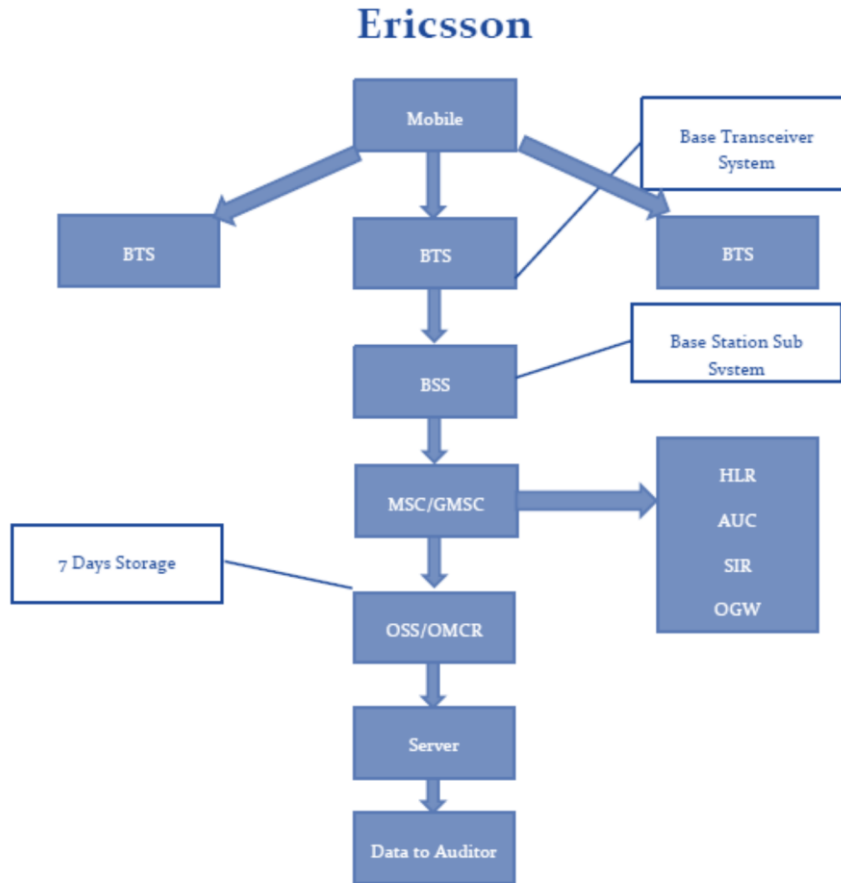 Ericsson
Mobile
Base Transceiver
System
BTS
BTS
BTS
Base Station Sub
System
BSS
HLR
MSC/GMSC
AUC
7 Days Storage
SIR
OGW
OSS/OMCR
Server
Data to Auditor